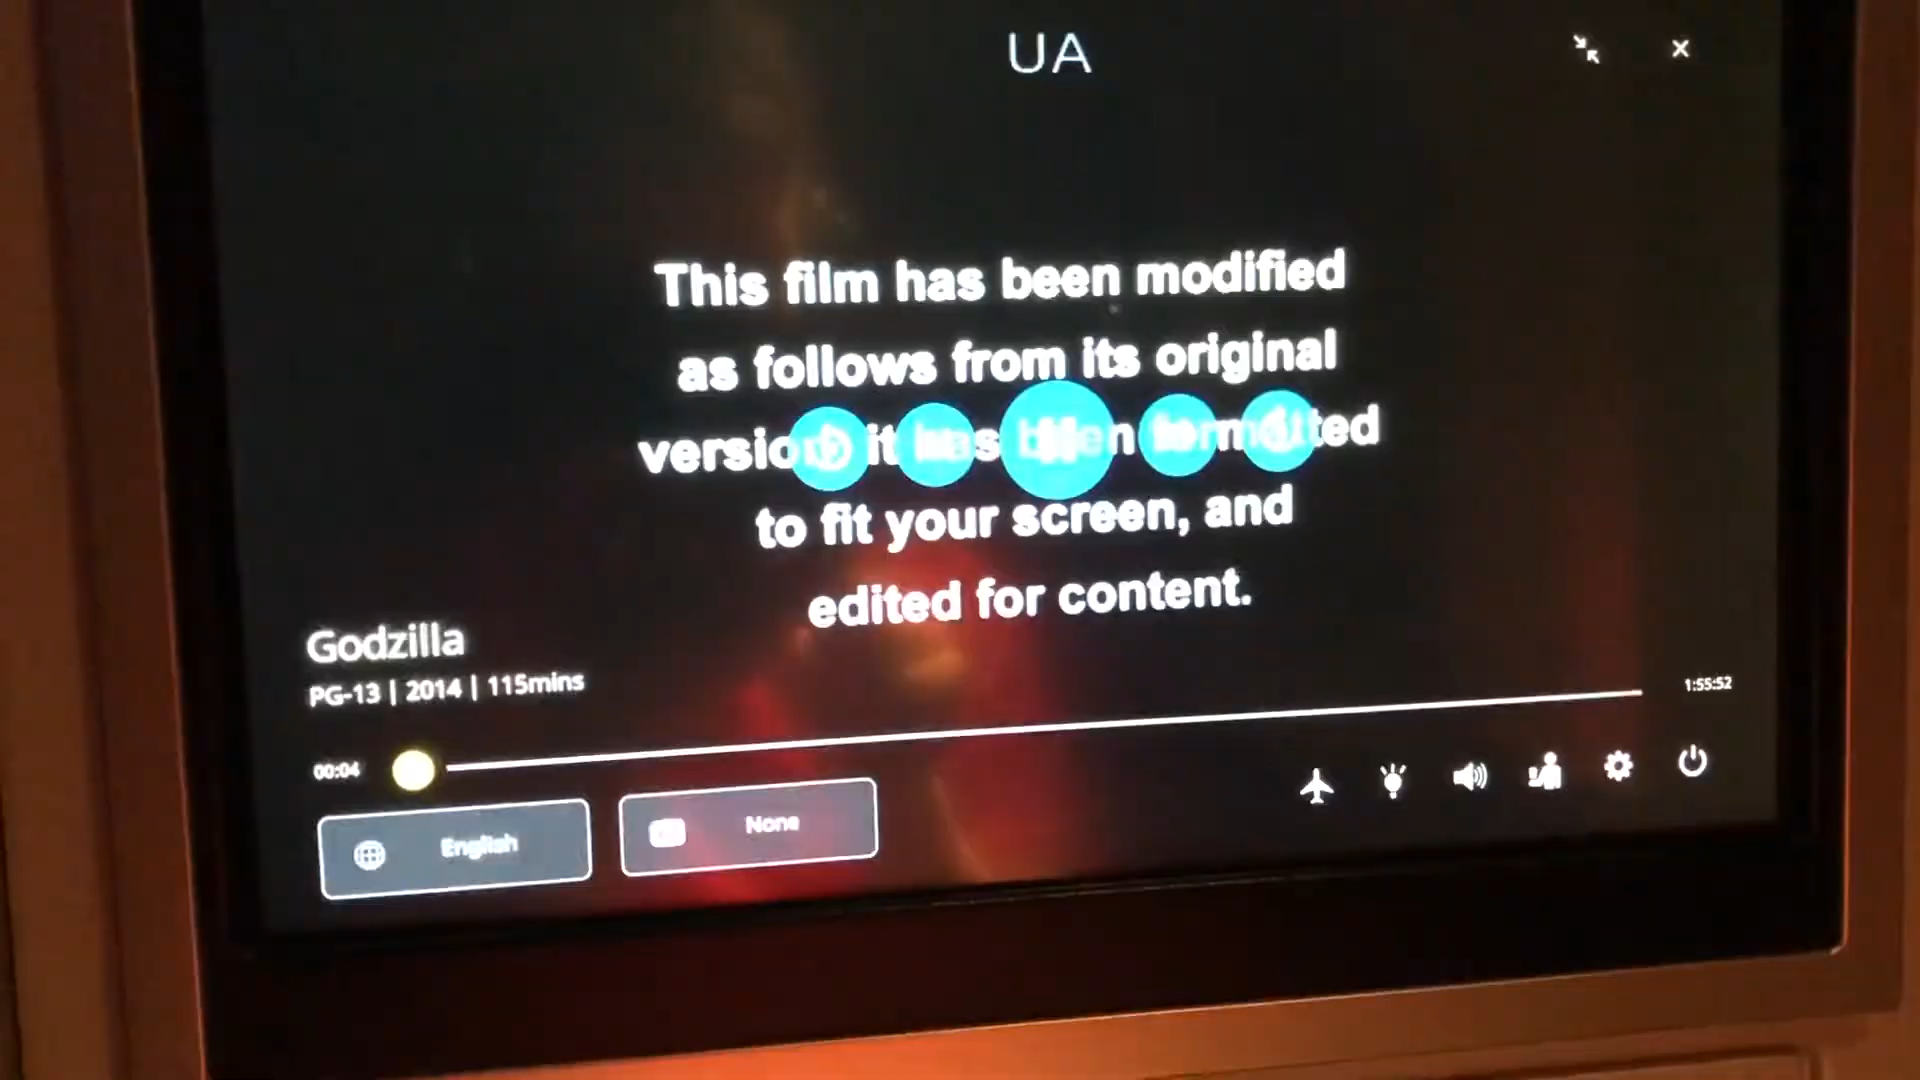 UA
This film has been modified
as follows from its original
version it has been formatted
to fit your screen, and
edited for content.
Godzilla
PG-13 | 2014 | 115mins
1:55:52
00:04
English
None